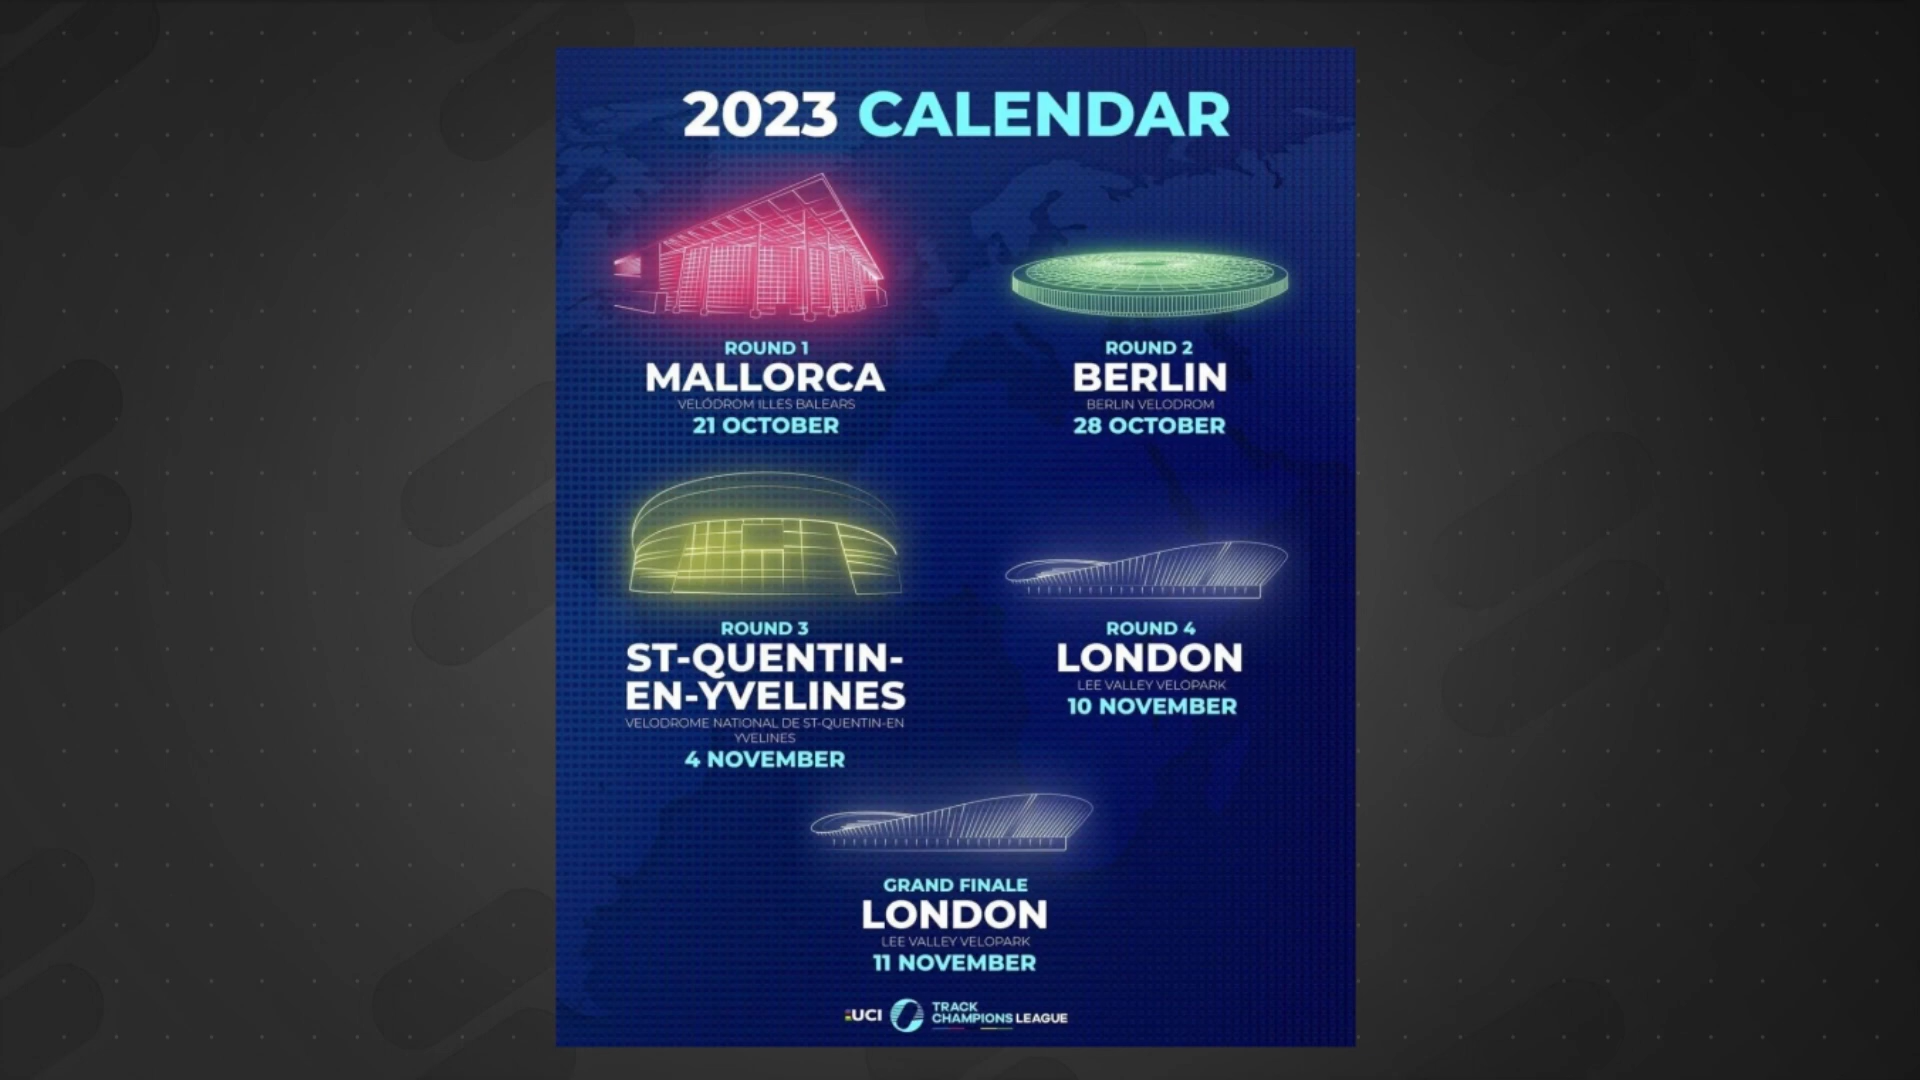 2023 CALENDAR
ROUND 1
MALLORCA
VELÒDROM ILLES BALEARS
21 OCTOBER
ROUND 2
BERLIN
BERLIN VELODROM
28 OCTOBER
ROUND 3
ST-QUENTIN-
EN-YVELINES
VELODROME NATIONAL DE ST-QUENTIN-EN
YVELINES
4 NOVEMBER
ROUND 4
LONDON
LEE VALLEY VELOPARK
10 NOVEMBER
GRAND FINALE
LONDON
LEE VALLEY VELOPARK
11 NOVEMBER
UCI
TRACK
CHAMPIONS LEAGUE